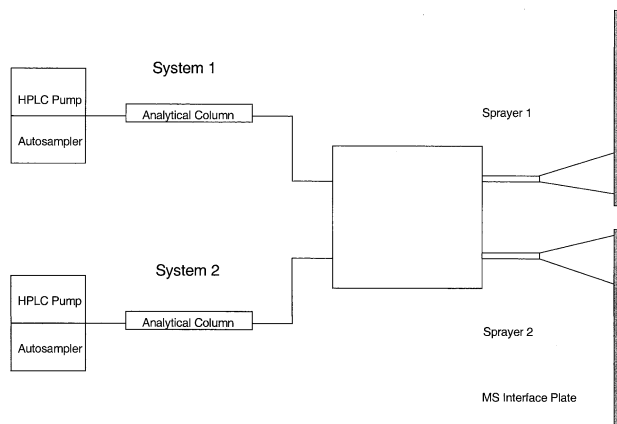 System 1
HPLC Pump
Autosampler
Analytical Column
Sprayer 1
System 2
HPLC Pump
Autosampler
Analytical Column
Sprayer 2
MS Interface Plate